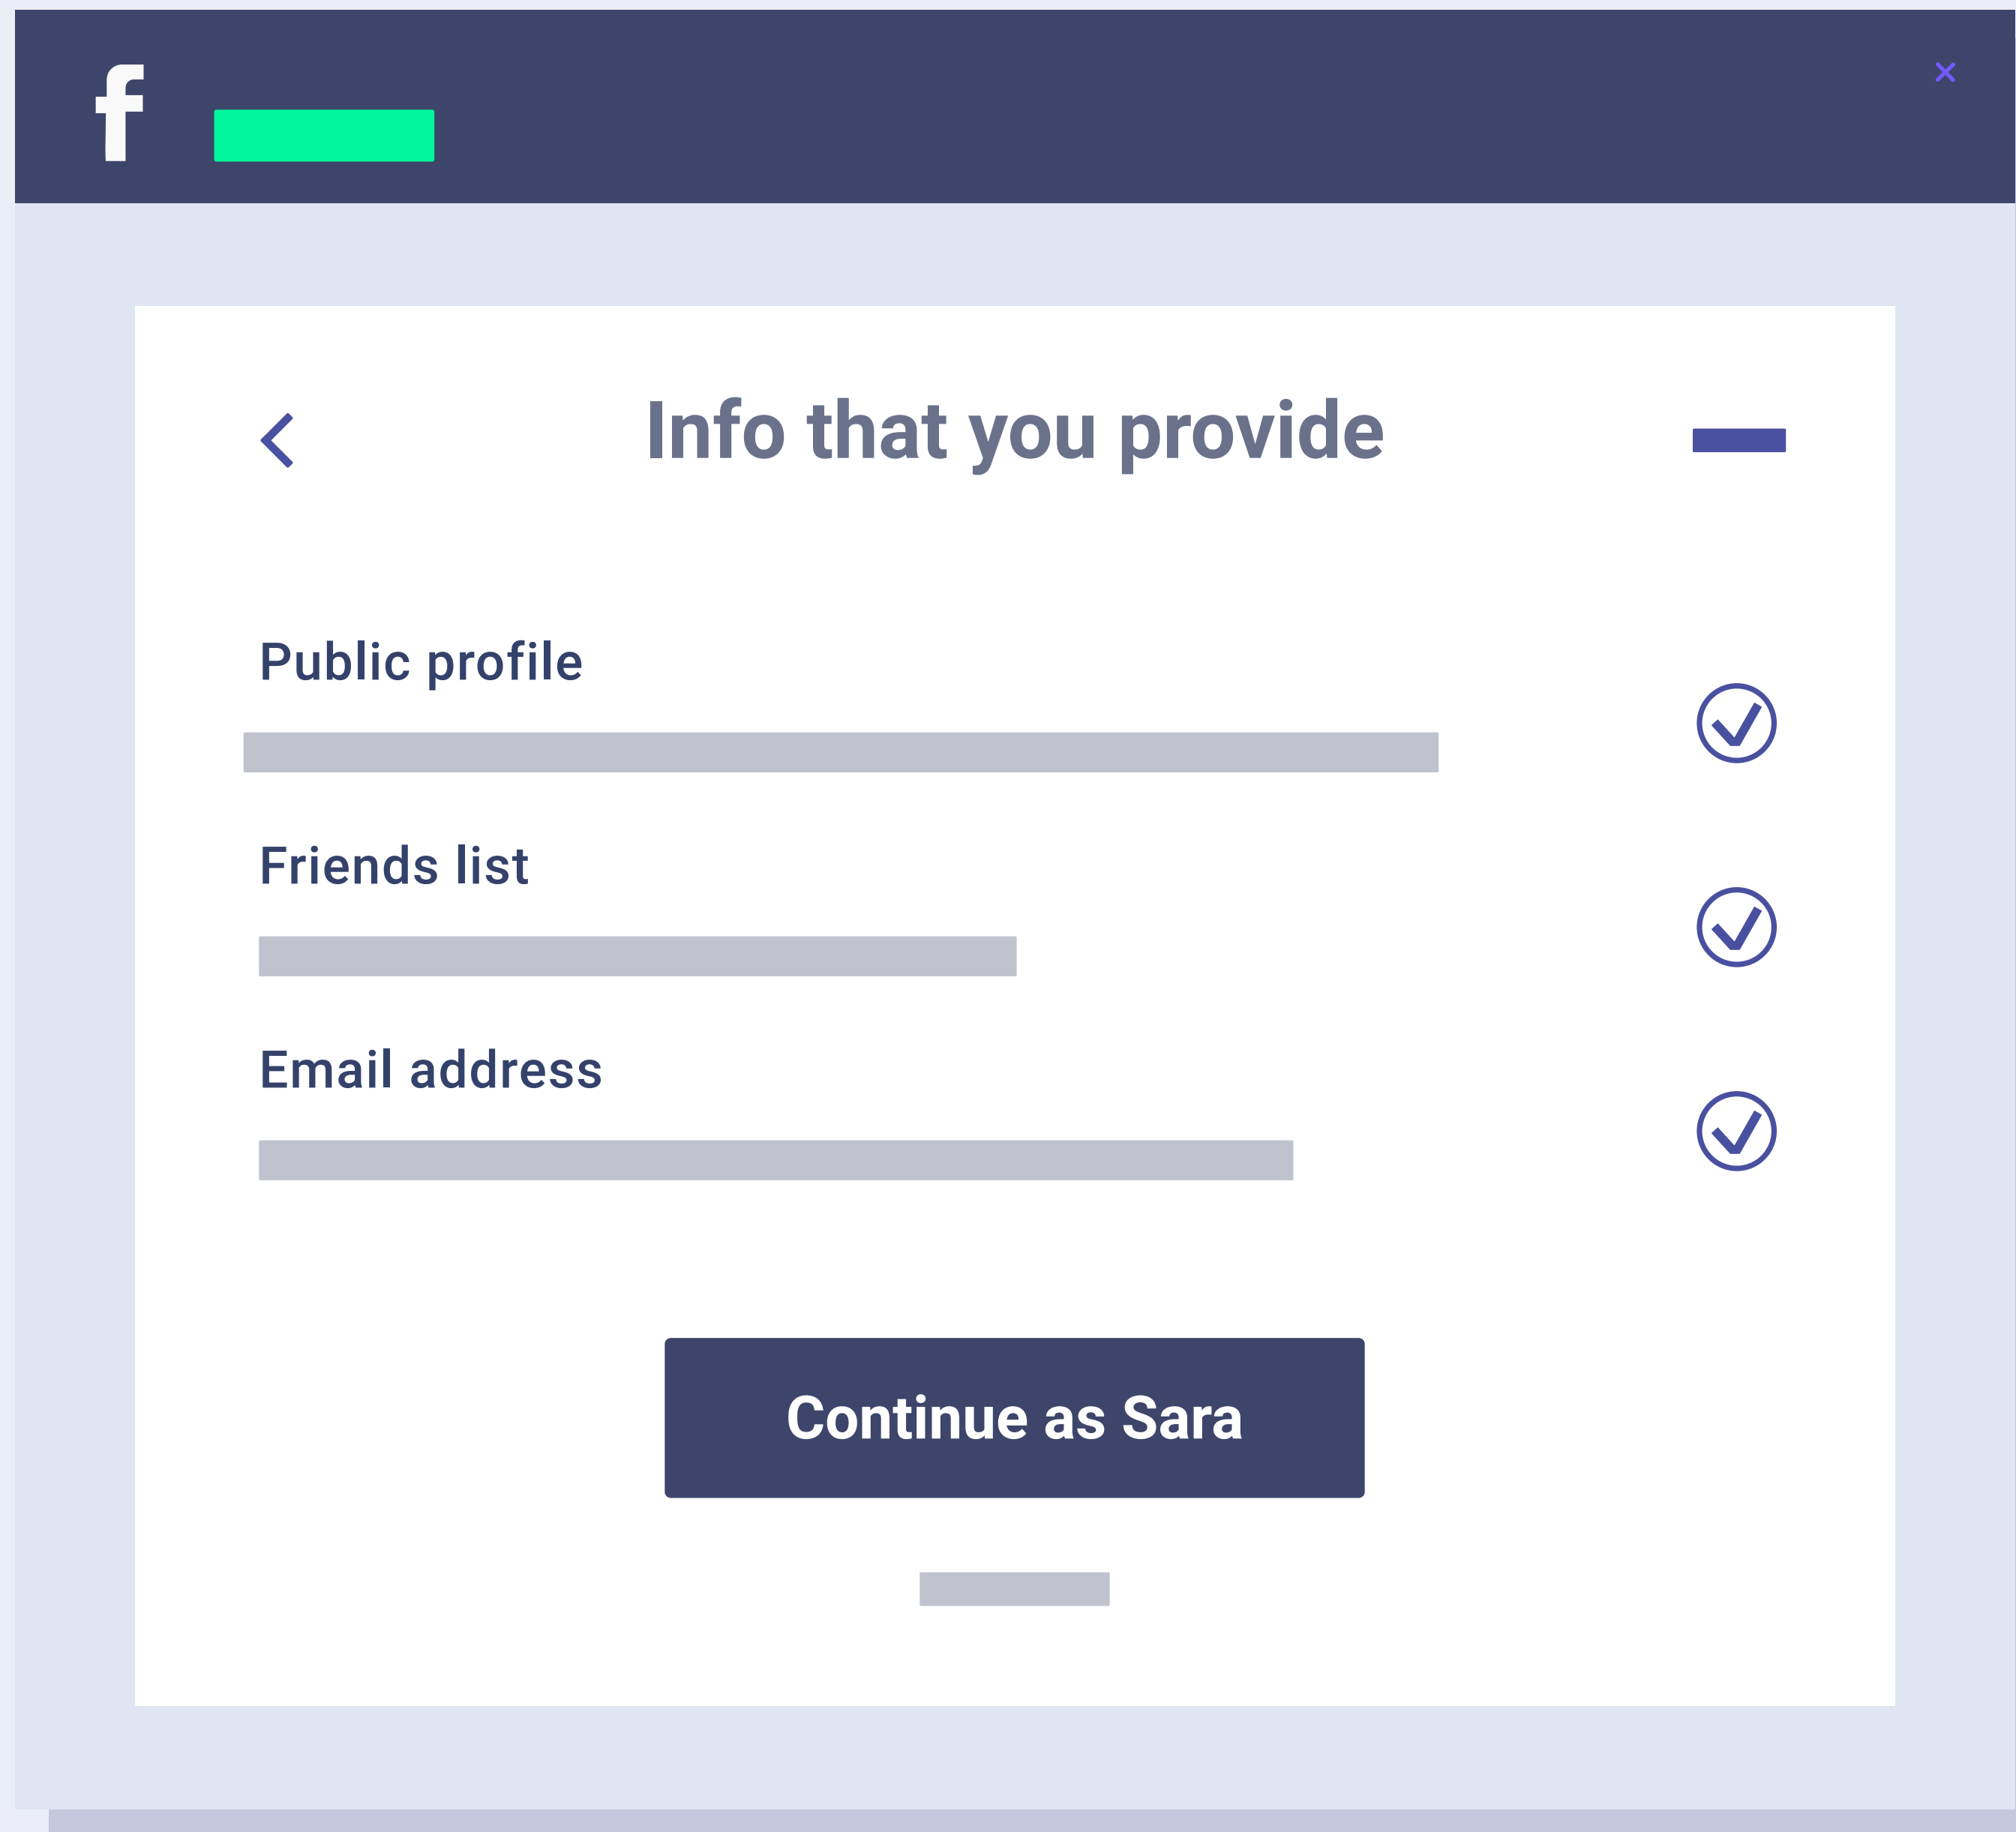 Info that you provide
Public profile
Friends list
Email address
Continue as Sara